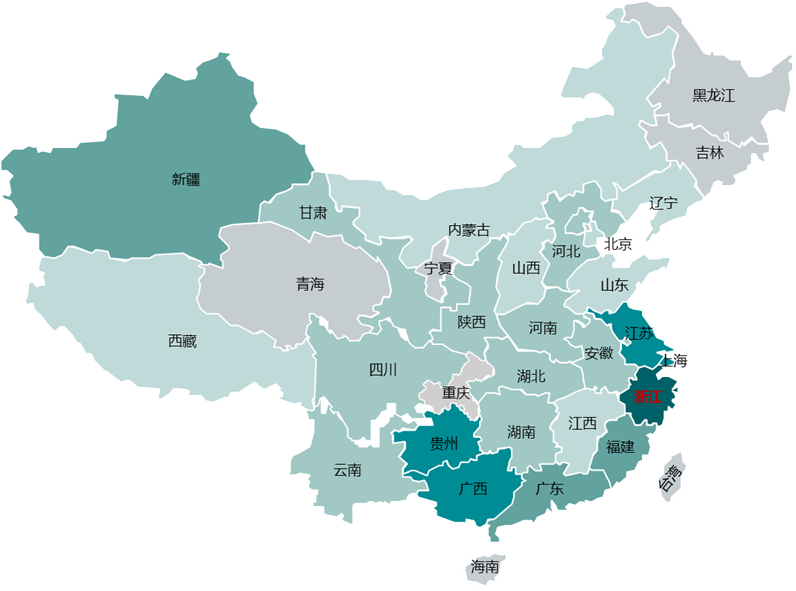 黑龙江
吉林
新疆
辽宁
甘肃
内蒙古
北京
河北
宁夏
山西
青海
山东
陕西
河南
江苏
西藏
安徽
上海
四川
湖北
重庆
浙江
江西
湖南
贵州
福建
云南
台湾
广西
广东
海南